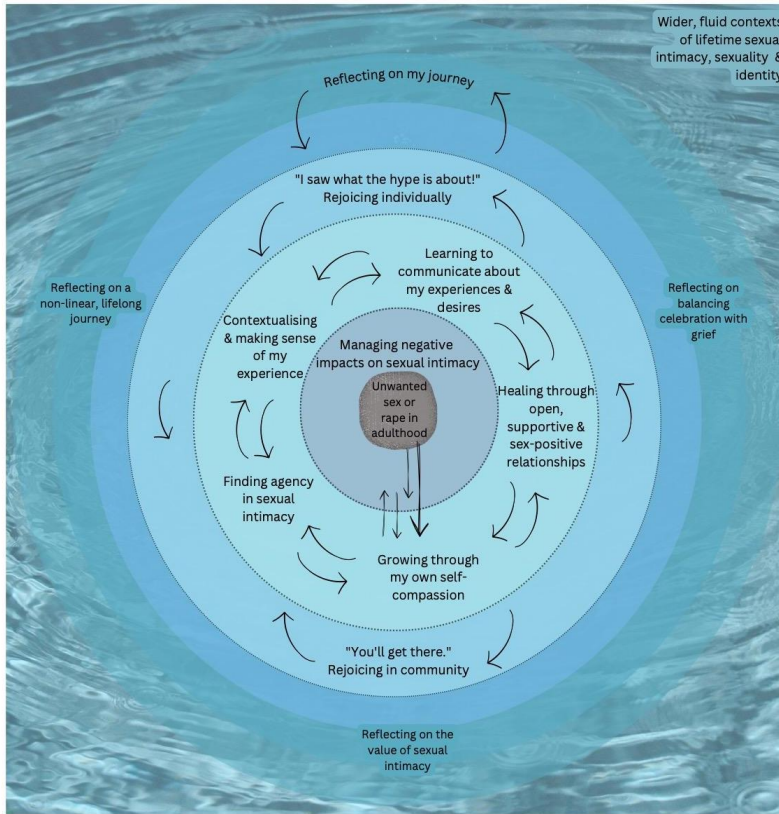 Wider, fluid contexts
of lifetime sexua
intimacy, sexuality &
identity
Reflecting on my journey
"I saw what the hype is about!"
Rejoicing individually
Learning to
communicate about
my experiences &
desires
Reflecting on a
non-linear, lifelong
journey
Reflecting on
balancing
celebration with
grief
Contextualising
& making sense
of my
experience
Managing negative
impacts on sexual intimacy
Unwanted
sex or
rape in
adulthood
Healing through
open,
supportive &
sex-positive
relationships
Finding agency
in sexual
intimacy
Growing through
my own self-
compassion
"You'll get there."
Rejoicing in community
Reflecting on the
value of sexual
intimacy